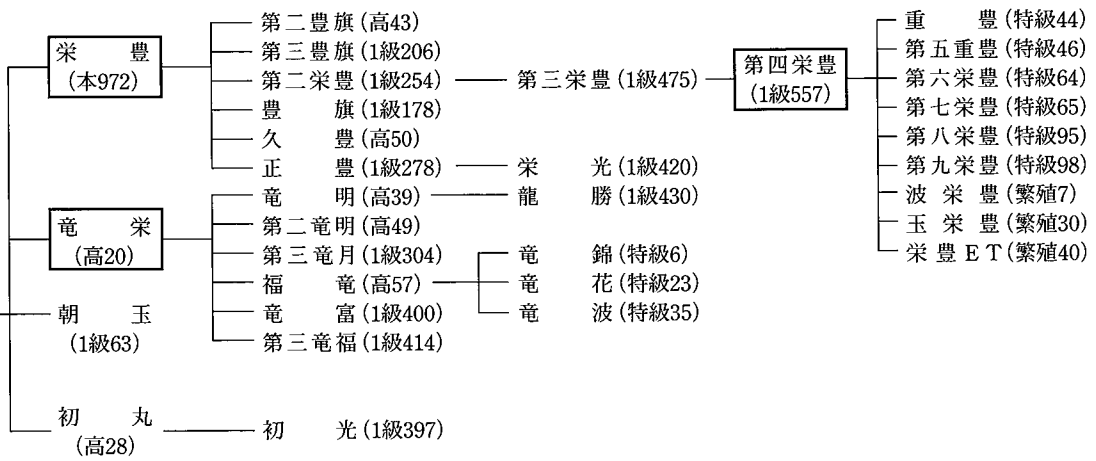 栄豊
(本972)
第二豊旗(高43)
第三豊旗(1級206)
第二栄豊(1級254)
豊旗(1級178)
久豊(高50)
正豊(1級278)
第三栄豊(1級475)
栄光(1級420)
第四栄豊
(1級557)
重豊(特級44)
第五重豊(特級46)
第六栄豊(特級64)
第七栄豊(特級65)
第八栄豊(特級95)
第九栄豊(特級98)
波栄豊(繁殖7)
玉栄豊(繁殖30)
栄豊ET(繁殖40)
竜栄
(高20)
竜明(高39)
第二竜明(高49)
第三竜月(1級304)
福竜(高57)
竜富(1級400)
第三竜福(1級414)
龍勝(1級430)
竜錦(特級6)
竜花(特級23)
竜波(特級35)
朝玉
(1級63)
初丸
(高28)
初光(1級397)